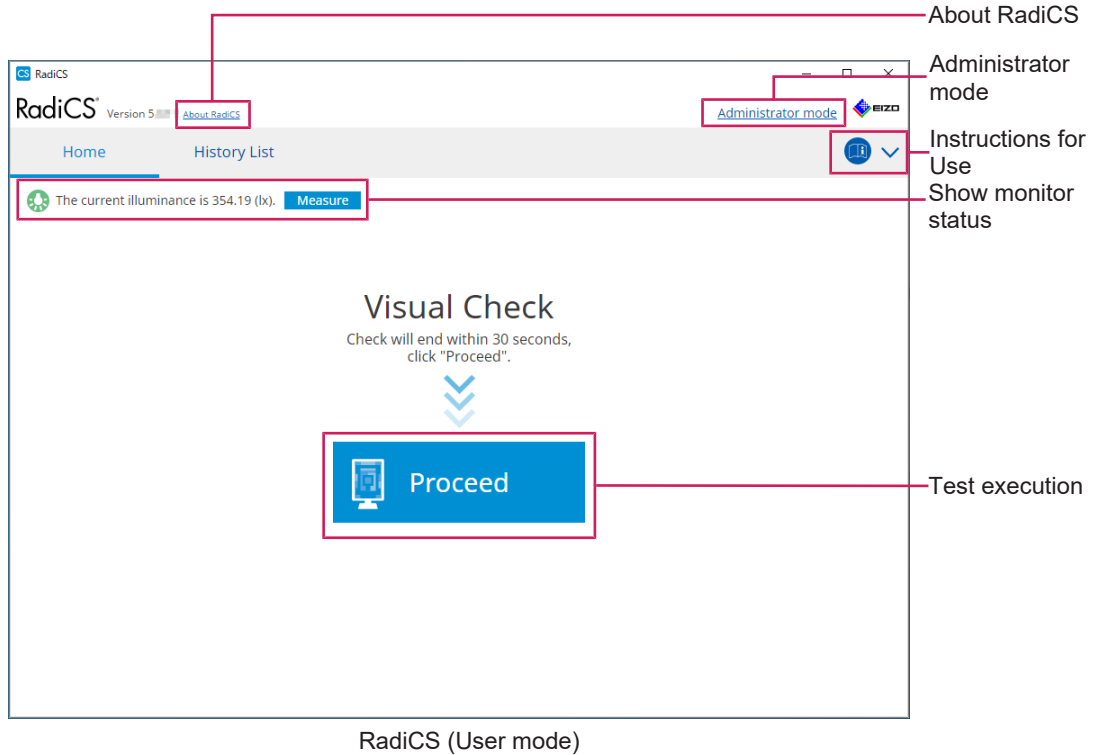 About RadiCS
RadiCS
Administrator
mode
RadiCS Version 5. About RadiCS
Administrator mode
EIZO
Home
History List
Instructions for
Use
The current illuminance is 354.19 (lx). Measure
Show monitor
status
Visual Check
Check will end within 30 seconds,
click "Proceed".
Proceed
Test execution
RadiCS (User mode)